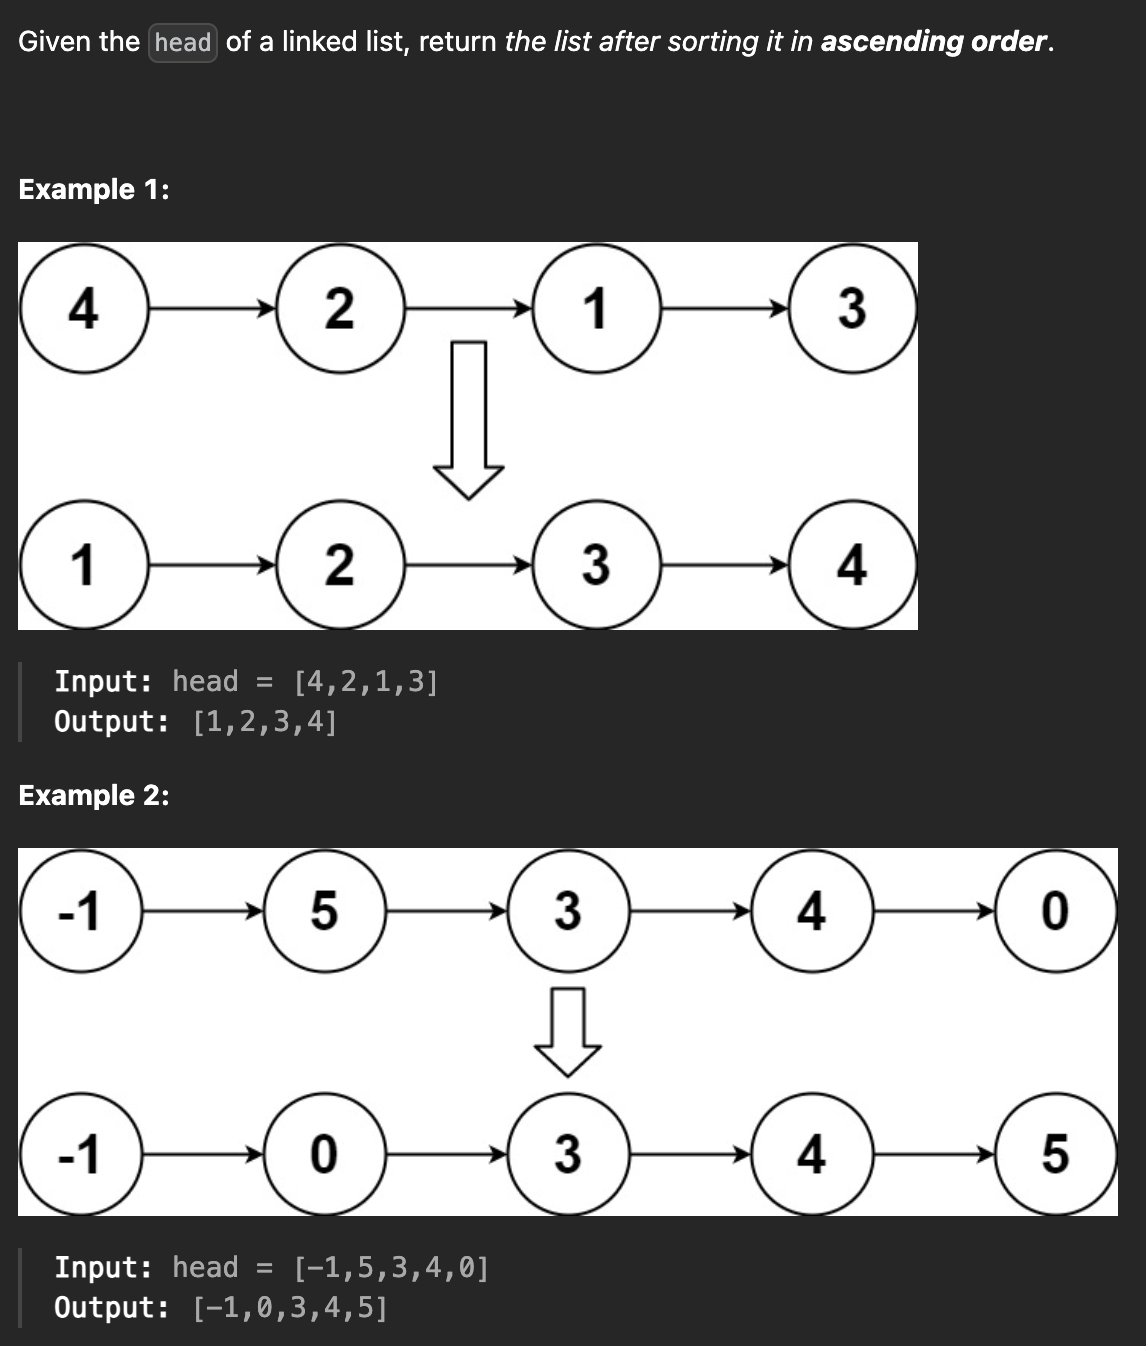 Given the head of a linked list, return the list after sorting it in ascending order.
Example 1:
4 2 1 3
1 2 3 4
Input: head = [4,2,1,3]
Output: [1,2,3,4]
Example 2:
-1 5 3 4 0
-1 0 3 4 5
Input: head = [-1,5,3,4,0]
Output: [-1,0,3,4,5]